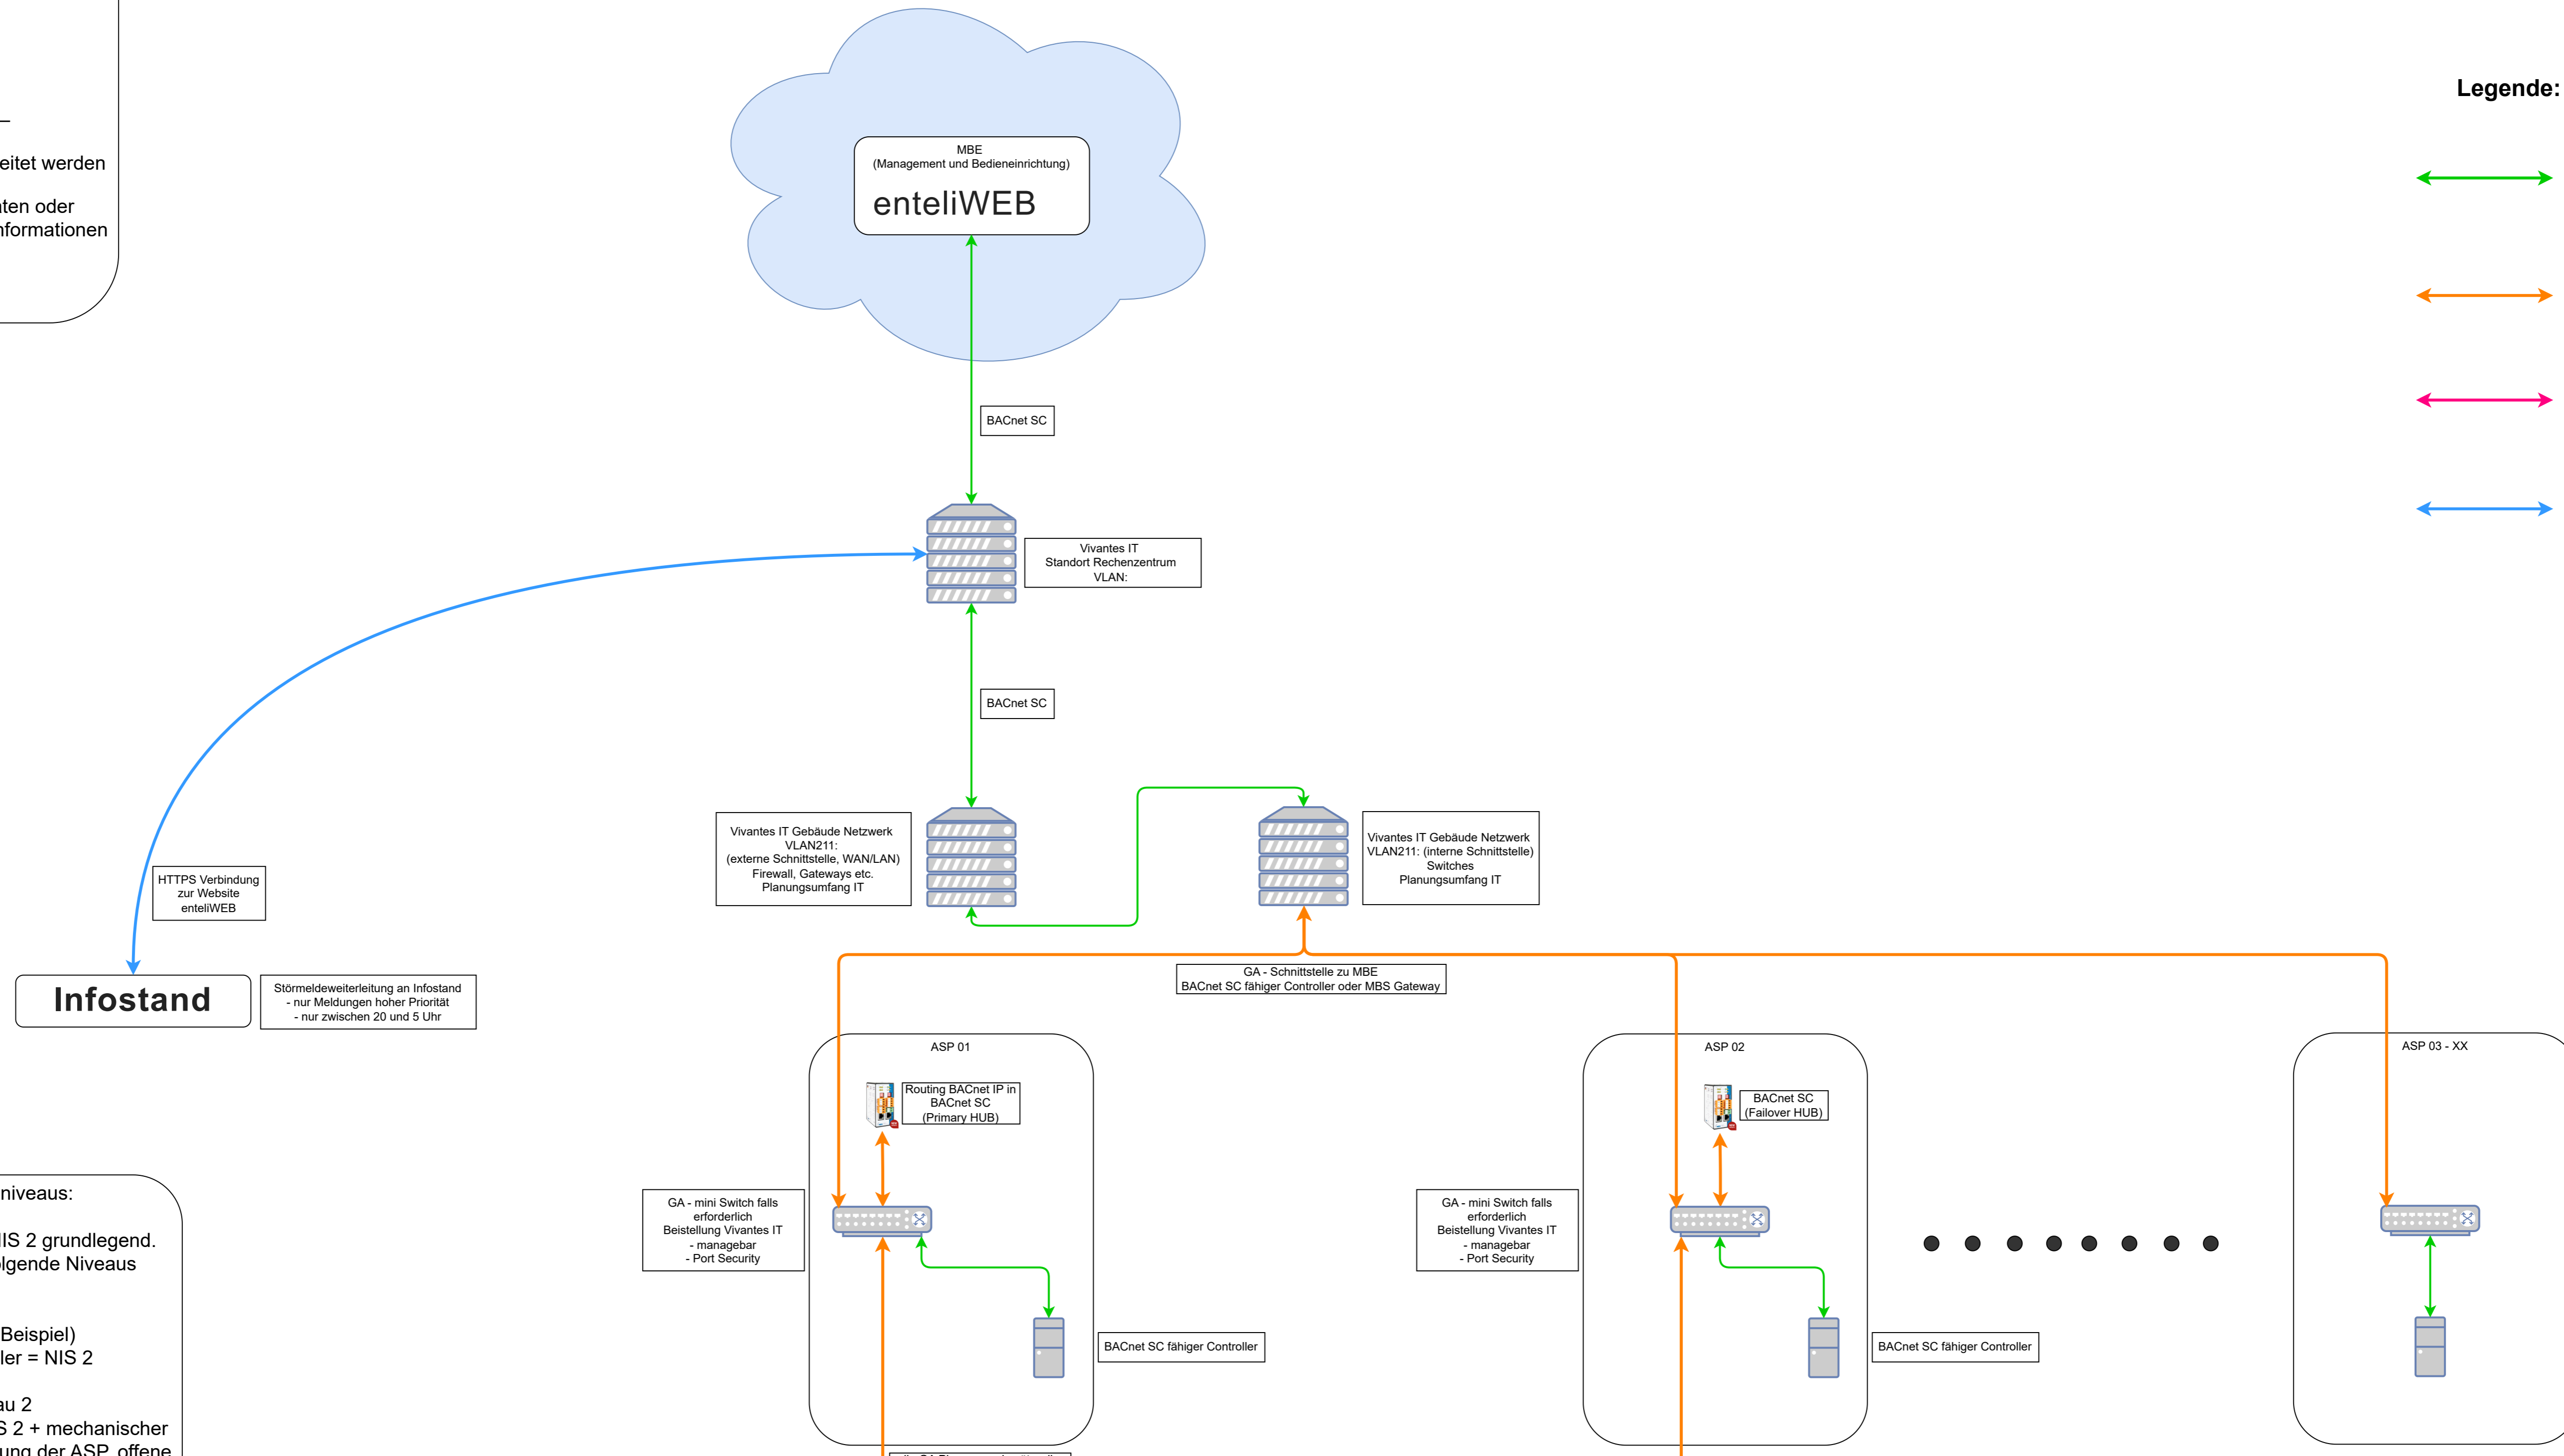 eitet werden
ten oder
nformationen
Legende:
MBE
(Management und Bedieneinrichtung)
enteliWEB
BACnet SC
Vivantes IT
Standort Rechenzentrum
VLAN:
BACnet SC
Vivantes IT Gebäude Netzwerk
VLAN211:
(externe Schnittstelle, WAN/LAN)
Firewall, Gateways etc.
Planungsumfang IT
Vivantes IT Gebäude Netzwerk
VLAN211: (interne Schnittstelle)
Switches
Planungsumfang IT
HTTPS Verbindung
zur Website
enteliWEB
Infostand
Störmeldeweiterleitung an Infostand
- nur Meldungen hoher Priorität
- nur zwischen 20 und 5 Uhr
GA - Schnittstelle zu MBE
BACnet SC fähiger Controller oder MBS Gateway
ASP 01
Routing BACnet IP in
BACnet SC
(Primary HUB)
GA - mini Switch falls
erforderlich
Beistellung Vivantes IT
- managebar
- Port Security
BACnet SC fähiger Controller
ASP 02
BACnet SC
(Failover HUB)
GA - mini Switch falls
erforderlich
Beistellung Vivantes IT
- managebar
- Port Security
BACnet SC fähiger Controller
ASP 03 - XX
niveaus:
IS 2 grundlegend.
lgende Niveaus
Beispiel)
ler = NIS 2
au 2
S 2 + mechanischer
ung der ASP, offene